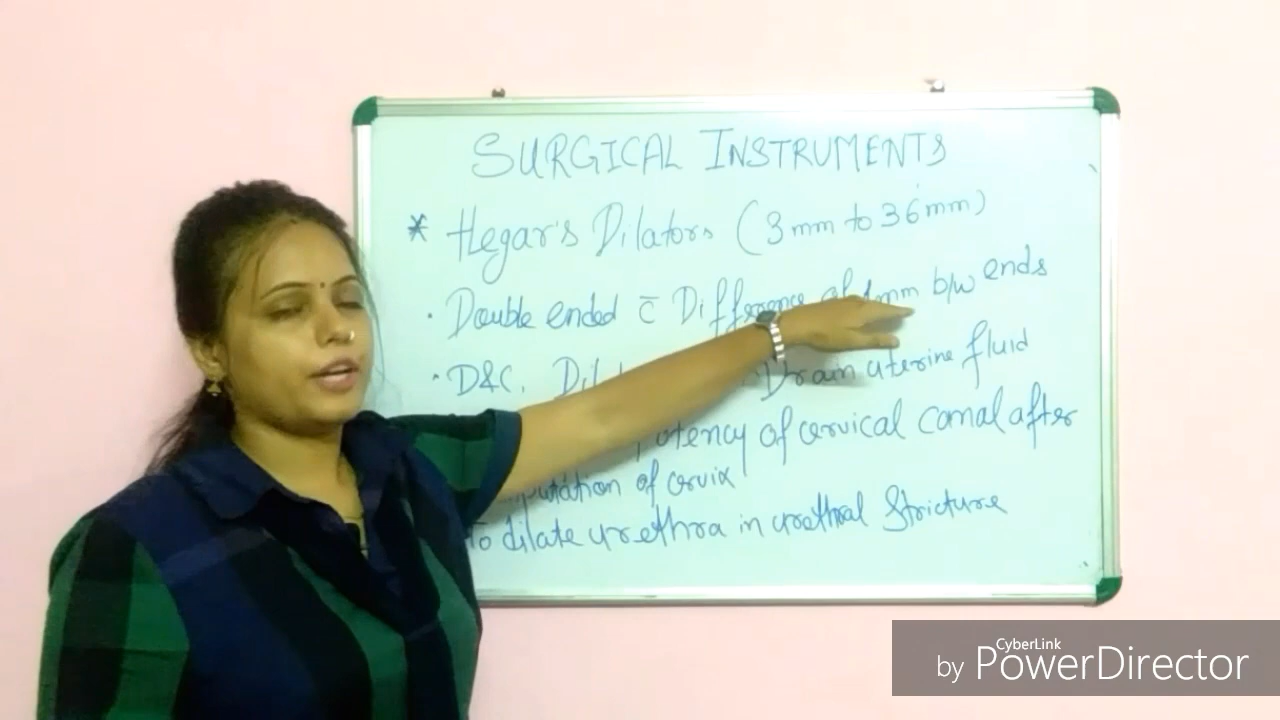 SURGICAL INSTRUMENTS
* Hegar's Dilators (3mm to 36mm)
• Double ended c̄ Difference of 1mm b/w ends
• D&C, Drain uterine fluid
of cervical canal after
of cervix
To dilate urethra in urethral Stricture
CyberLink
by PowerDirector